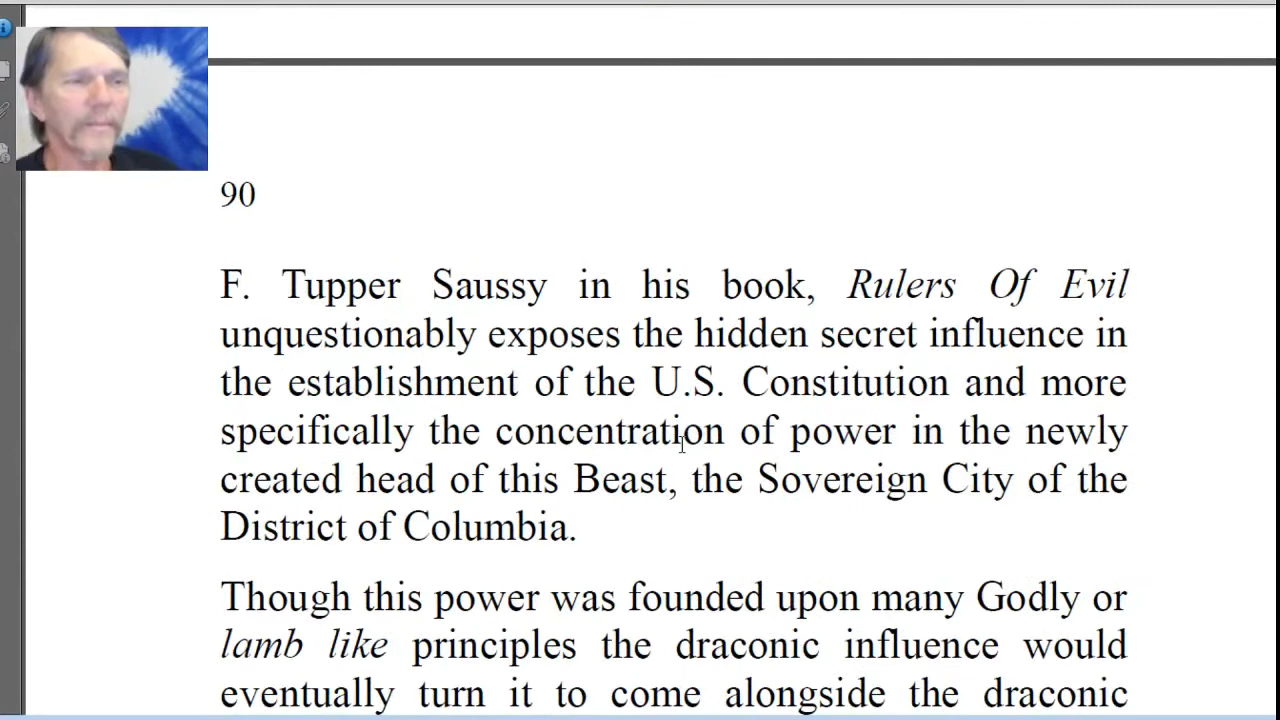 90
F. Tupper Saussy in his book, Rulers Of Evil
unquestionably exposes the hidden secret influence in
the establishment of the U.S. Constitution and more
specifically the concentration of power in the newly
created head of this Beast, the Sovereign City of the
District of Columbia.
Though this power was founded upon many Godly or
lamb like principles the draconic influence would
eventually turn it to come alongside the draconic